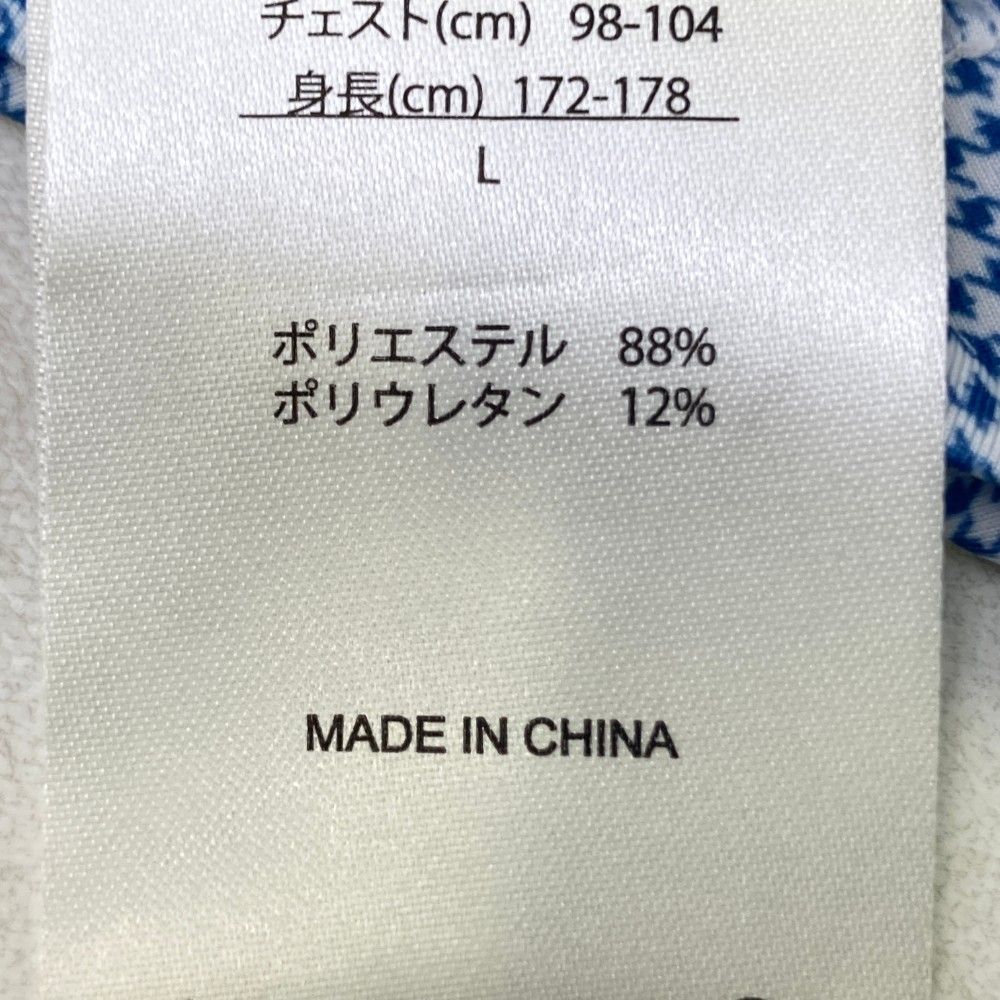 チェスト(cm) 98-104
身長(cm) 172-178
L
ポリエステル 88%
ポリウレタン 12%
MADE IN CHINA